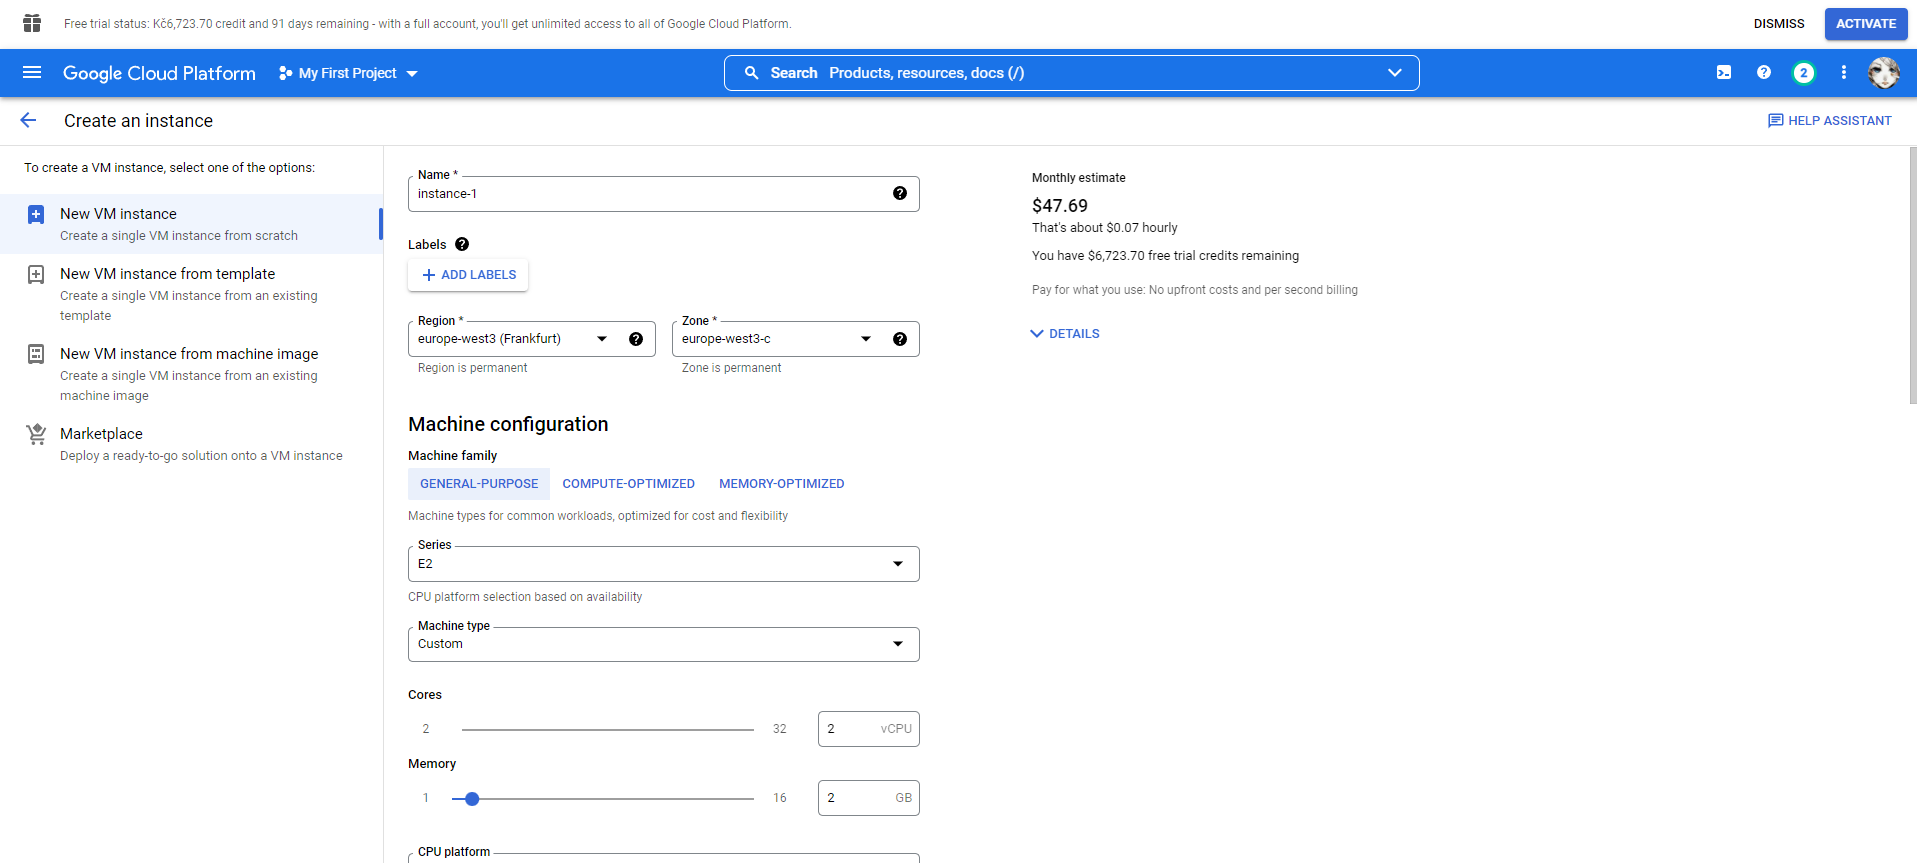 Free trial status: Kč6,723.70 credit and 91 days remaining - with a full account, you'll get unlimited access to all of Google Cloud Platform.
DISMISS
ACTIVATE
Google Cloud Platform
My First Project
Search Products, resources, docs (/)
2
Create an instance
HELP ASSISTANT
To create a VM instance, select one of the options:
New VM instance
Create a single VM instance from scratch
New VM instance from template
Create a single VM instance from an existing
template
New VM instance from machine image
Create a single VM instance from an existing
machine image
Marketplace
Deploy a ready-to-go solution onto a VM instance
Name *
instance-1
Labels
ADD LABELS
Region *
europe-west3 (Frankfurt)
Region is permanent
Zone *
europe-west3-c
Zone is permanent
Machine configuration
Machine family
GENERAL-PURPOSE
COMPUTE-OPTIMIZED
MEMORY-OPTIMIZED
Machine types for common workloads, optimized for cost and flexibility
Series
E2
CPU platform selection based on availability
Machine type
Custom
Cores
2
32
2 vCPU
Memory
1
16
2 GB
CPU platform
Monthly estimate
$47.69
That's about $0.07 hourly
You have $6,723.70 free trial credits remaining
Pay for what you use: No upfront costs and per second billing
DETAILS